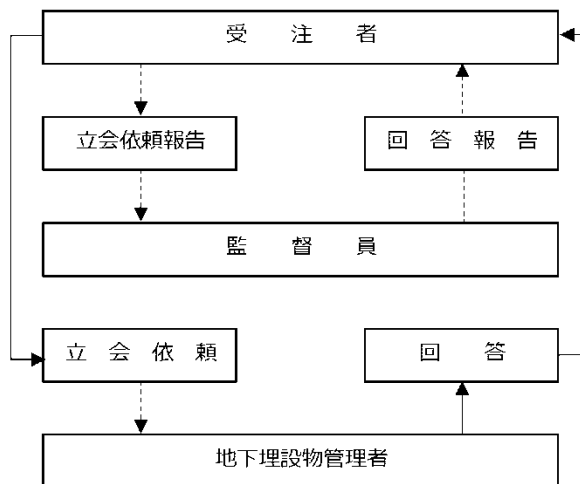 受注者
立会依頼報告
回答報告
監督員
立会依頼
回答
地下埋設物管理者